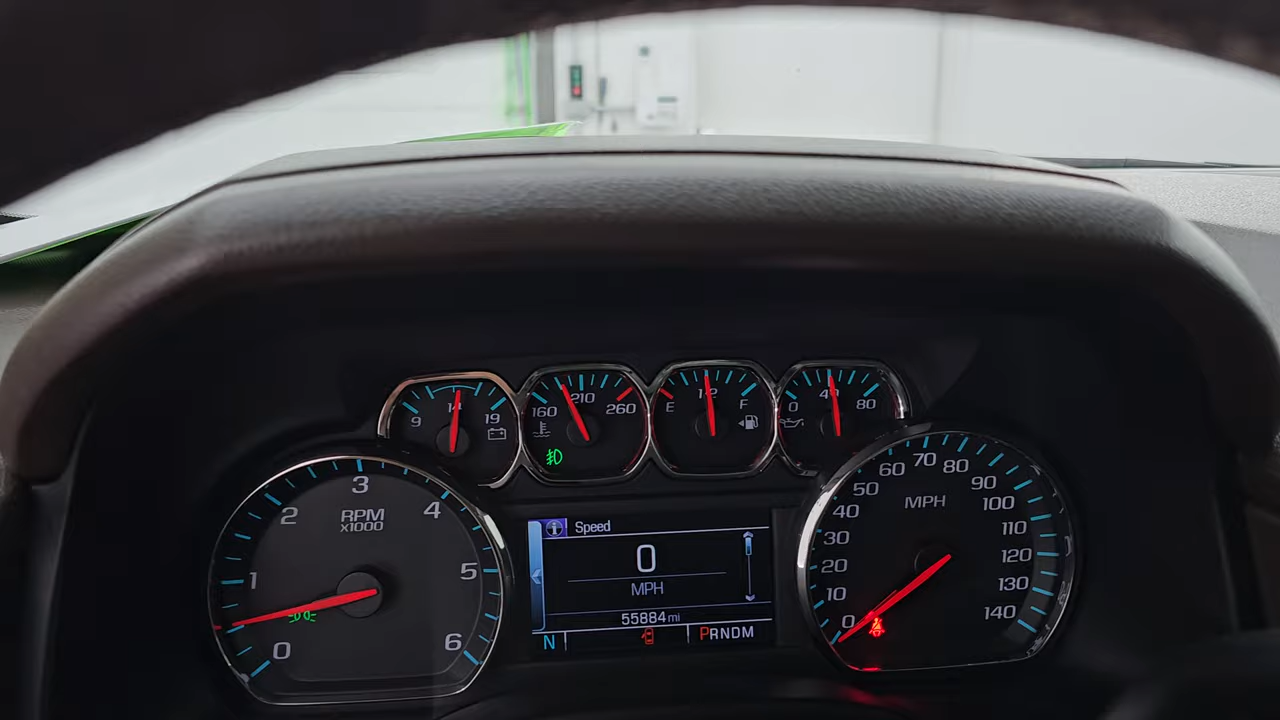 9 14 19
160 210 260
E 1/2 F
0 40 80
0 1 2 3 4 5 6
RPM
X1000
Speed
0
MPH
55884 mi
N PRNDM
0 10 20 30 40 50 60 70 80 90 100 110 120 130 140
MPH